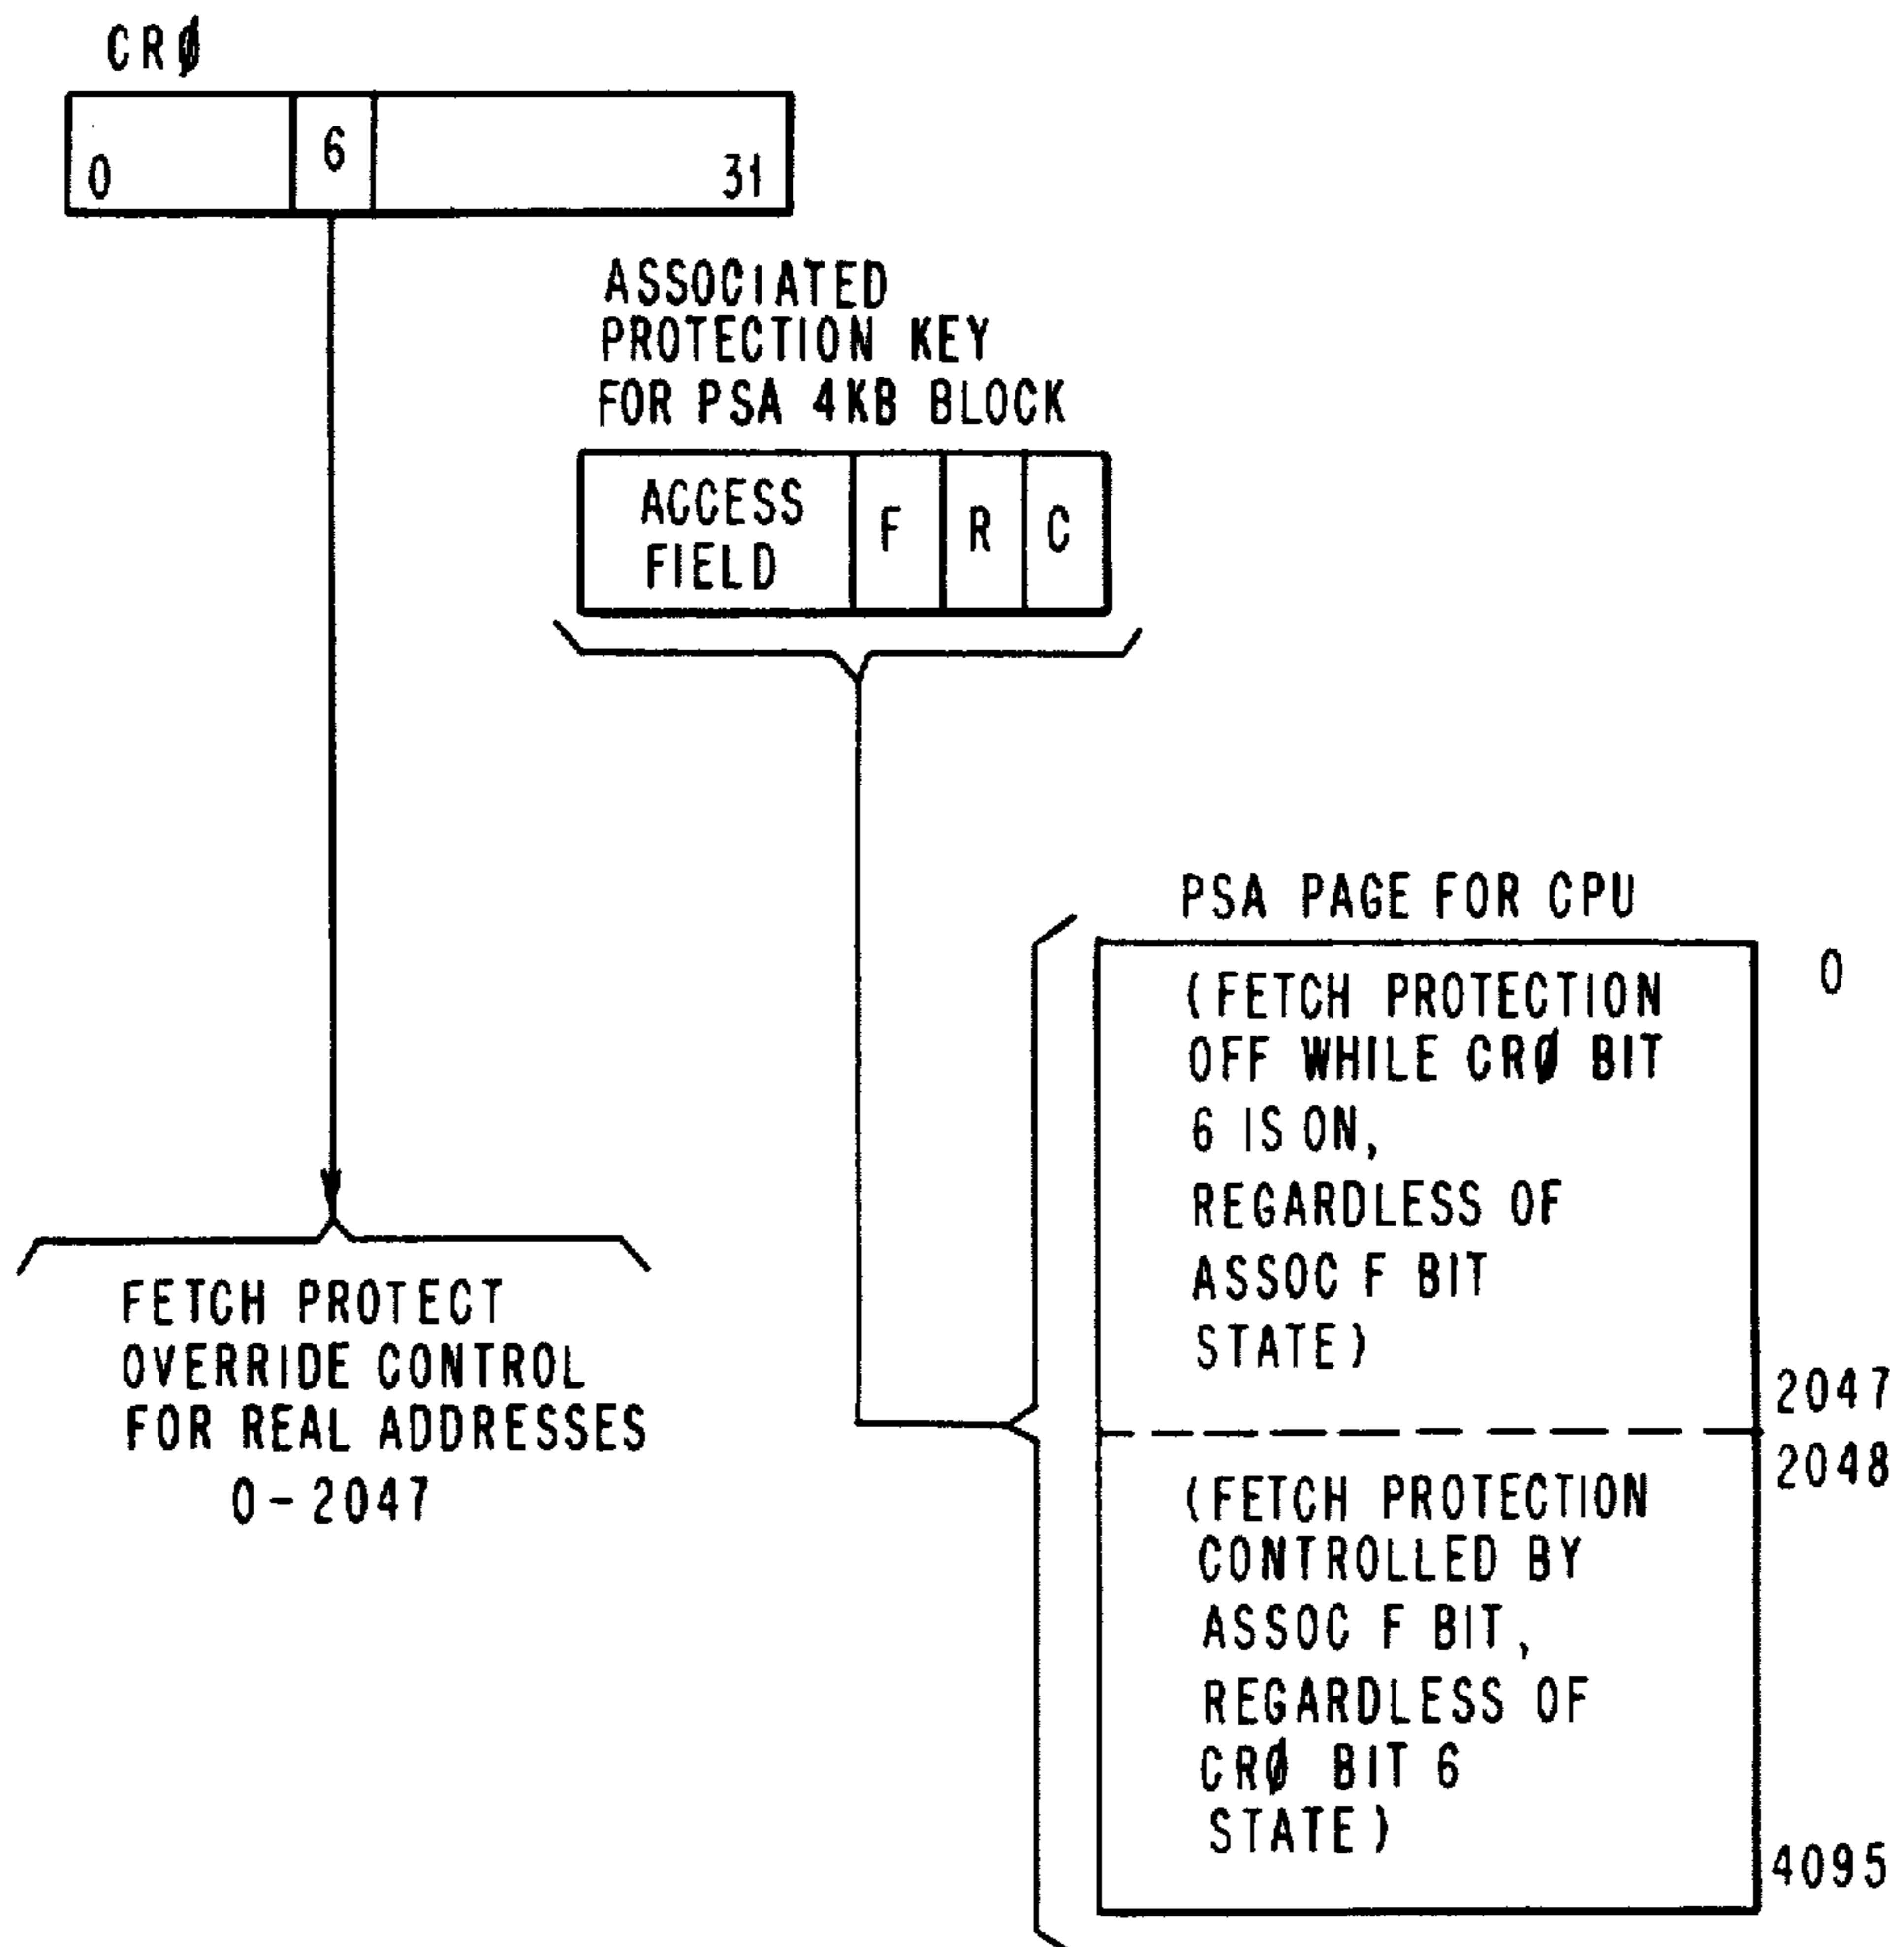 CRØ
0 6 31
ASSOCIATED
PROTECTION KEY
FOR PSA 4KB BLOCK
ACCESS
FIELD
F R C
FETCH PROTECT
OVERRIDE CONTROL
FOR REAL ADDRESSES
0-2047
PSA PAGE FOR CPU
0
(FETCH PROTECTION
OFF WHILE CRØ BIT
6 IS ON,
REGARDLESS OF
ASSOC F BIT
STATE)
2047
2048
(FETCH PROTECTION
CONTROLLED BY
ASSOC F BIT,
REGARDLESS OF
CRØ BIT 6
STATE)
4095